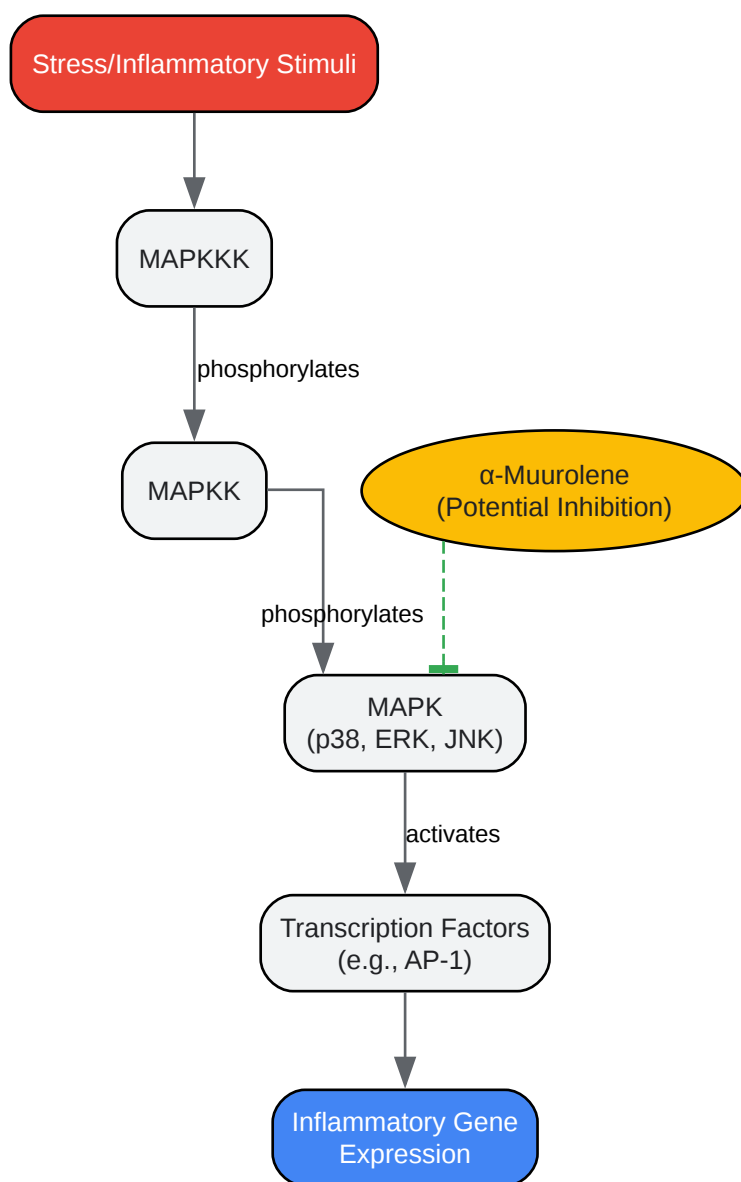 Stress/Inflammatory Stimuli
MAPKKK
phosphorylates
MAPKK
α-Muurolene
(Potential Inhibition)
phosphorylates
MAPK
(p38, ERK, JNK)
activates
Transcription Factors
(e.g., AP-1)
Inflammatory Gene
Expression